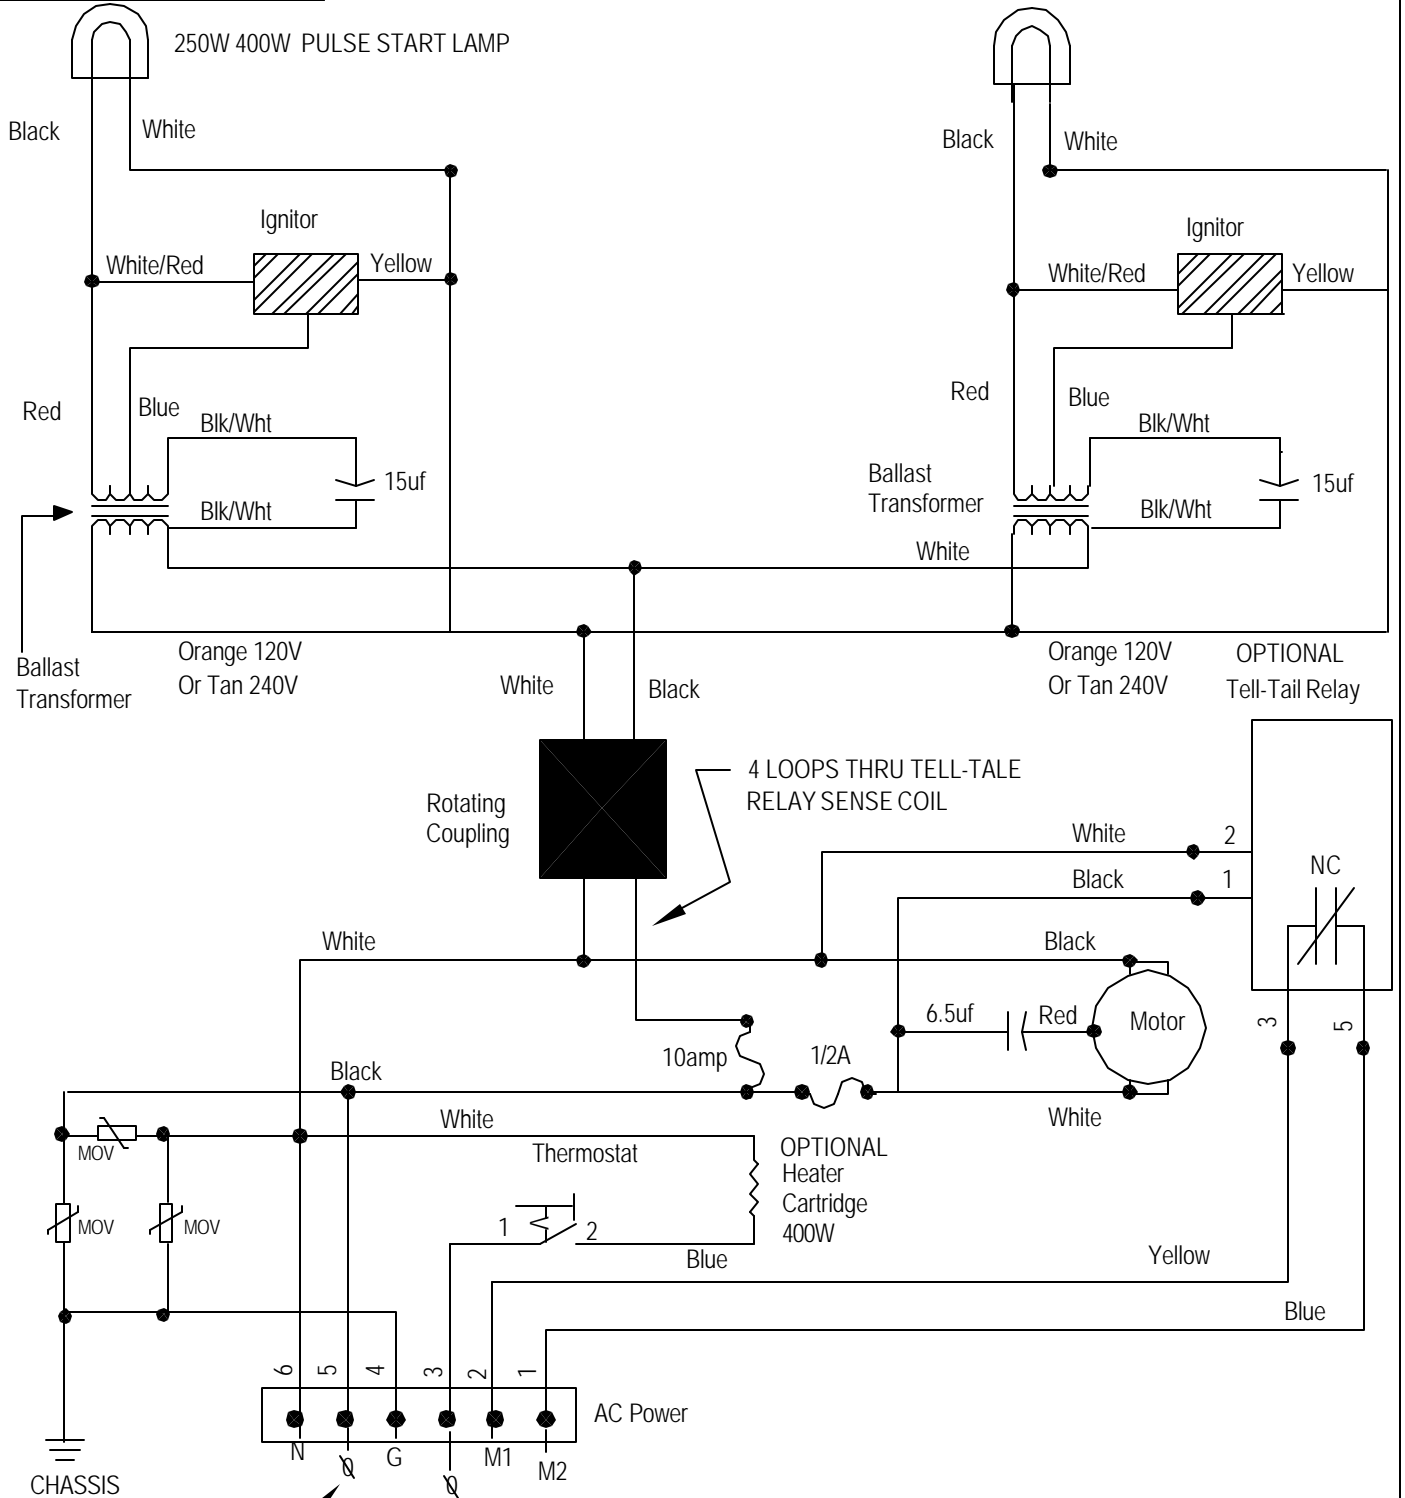 250W 400W PULSE START LAMP
Black
White
Black
White
Ignitor
Ignitor
White/Red
Yellow
White/Red
Yellow
Red
Blue
Blk/Wht
Red
Blue
Blk/Wht
15uf
Ballast
Transformer
15uf
Blk/Wht
Blk/Wht
White
Ballast
Transformer
Orange 120V
Or Tan 240V
White
Black
Orange 120V
Or Tan 240V
OPTIONAL
Tell-Tail Relay
4 LOOPS THRU TELL-TALE
RELAY SENSE COIL
Rotating
Coupling
White
2
Black
1
NC
White
Black
6.5uf
Red
Motor
3
5
10amp
1/2A
Black
White
White
MOV
Thermostat
OPTIONAL
Heater
Cartridge
400W
MOV
MOV
1
2
Blue
Yellow
Blue
6
5
4
3
2
1
AC Power
N
0
G
0
M1
M2
CHASSIS